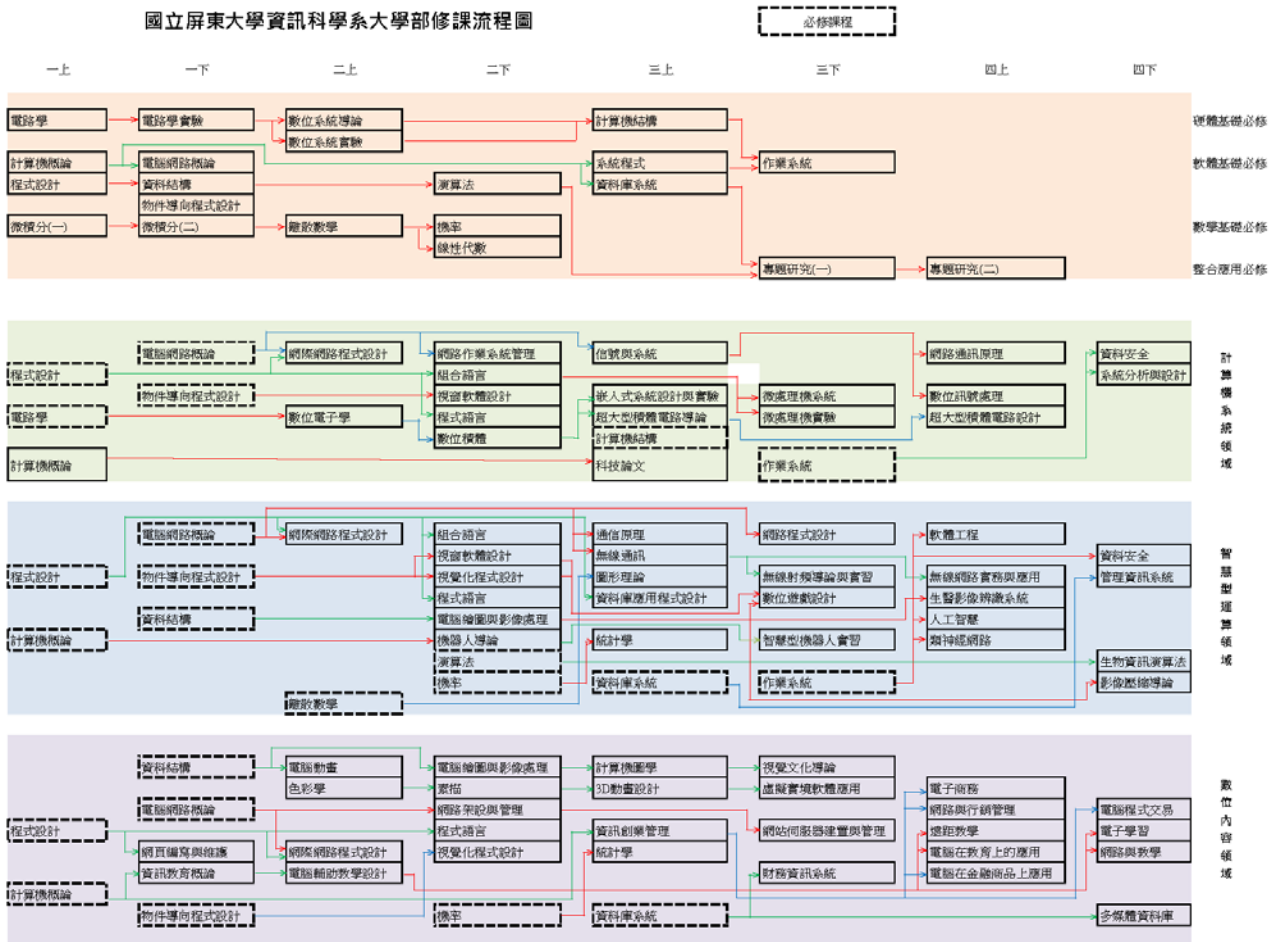 國立屏東大學資訊科學系大學部修課流程圖
必修課程
一上 一下 二上 二下 三上 三下 四上 四下
電路學 電路學實驗 數位系統導論 計算機結構 硬體基礎必修
數位系統實驗
計算機概論 電腦網路概論 系統程式 作業系統 軟體基礎必修
程式設計 資料結構 演算法 資料庫系統
物件導向程式設計
微積分(一) 微積分(二) 離散數學 機率 數學基礎必修
線性代數
專題研究(一) 專題研究(二) 整合應用必修
電腦網路概論 網際網路程式設計 網路作業系統管理 信號與系統 網路通訊原理 資料安全
程式設計 組合語言 系統分析與設計
物件導向程式設計 視窗軟體設計 嵌入式系統設計與實驗 微處理機系統 數位訊號處理
電路學 數位電子學 程式語言 超大型積體電路導論 微處理機實驗 超大型積體電路設計
數位積體 計算機結構
計算機概論 科技論文 作業系統
計算機系統領域
電腦網路概論 網際網路程式設計 組合語言 通信原理 網路程式設計 軟體工程
視窗軟體設計 無線通訊 資料安全
程式設計 物件導向程式設計 視覺化程式設計 圖形理論 無線射頻導論與實習 無線網路實務與應用 管理資訊系統
程式語言 資料庫應用程式設計 數位遊戲設計 生醫影像辨識系統
資料結構 電腦繪圖與影像處理 人工智慧
計算機概論 機器人導論 統計學 智慧型機器人實習 類神經網路
演算法 生物資訊演算法
機率 資料庫系統 作業系統 影像壓縮導論
離散數學
智慧型運算領域
資料結構 電腦動畫 電腦繪圖與影像處理 計算機圖學 視覺文化導論
色彩學 素描 3D動畫設計 虛擬實境軟體應用 電子商務
電腦網路概論 網路架設與管理 網路與行銷管理 電腦程式交易
程式設計 程式語言 資訊創業管理 網站伺服器建置與管理 遠距教學 電子學習
網頁編寫與維護 網際網路程式設計 視覺化程式設計 統計學 電腦在教育上的應用 網路與教學
資訊教育概論 電腦輔助教學設計 財務資訊系統 電腦在金融商品上應用
計算機概論
物件導向程式設計 機率 資料庫系統 多媒體資料庫
數位內容領域